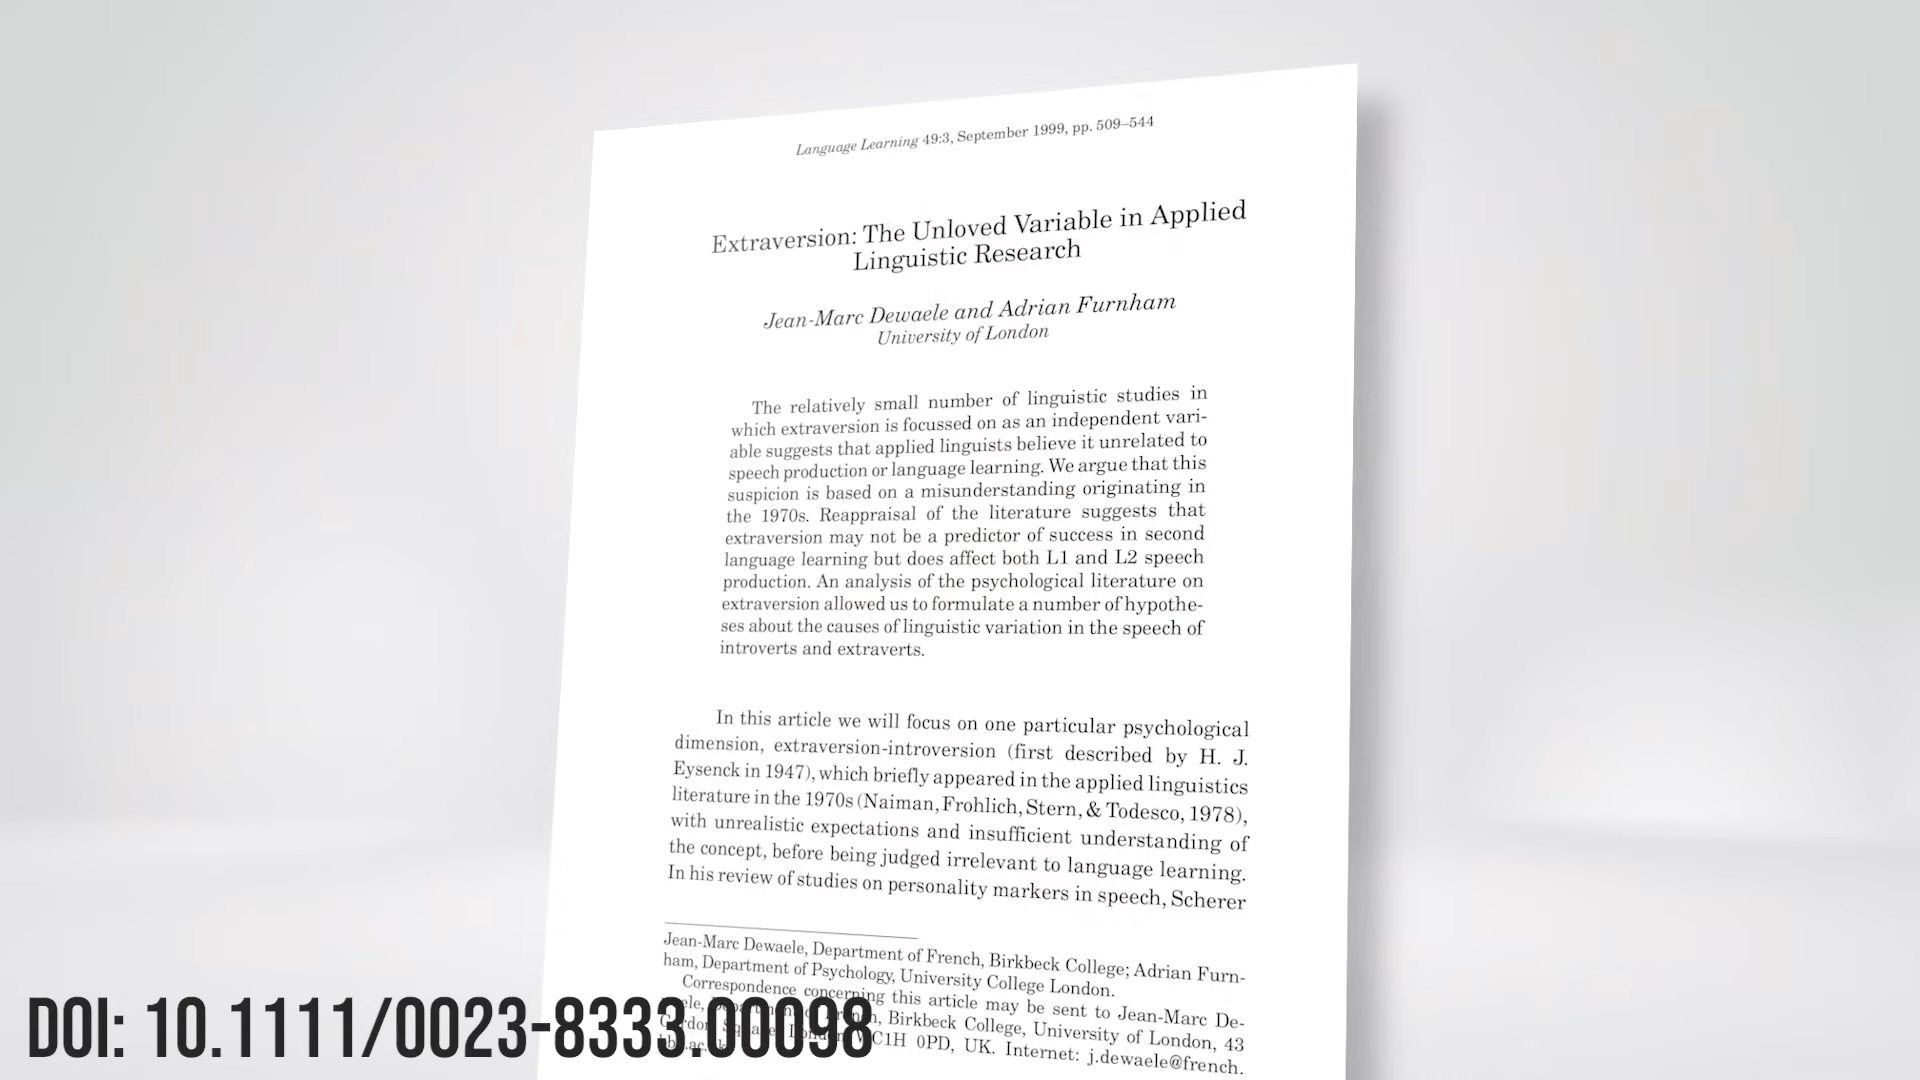 Language Learning 49:3, September 1999, pp. 509–544
Extraversion: The Unloved Variable in Applied
Linguistic Research
Jean-Marc Dewaele and Adrian Furnham
University of London
The relatively small number of linguistic studies in
which extraversion is focussed on as an independent vari-
able suggests that applied linguists believe it unrelated to
speech production or language learning. We argue that this
suspicion is based on a misunderstanding originating in
the 1970s. Reappraisal of the literature suggests that
extraversion may not be a predictor of success in second
language learning but does affect both L1 and L2 speech
production. An analysis of the psychological literature on
extraversion allowed us to formulate a number of hypothe-
ses about the causes of linguistic variation in the speech of
introverts and extraverts.
In this article we will focus on one particular psychological
dimension, extraversion-introversion (first described by H. J.
Eysenck in 1947), which briefly appeared in the applied linguistics
literature in the 1970s (Naiman, Frohlich, Stern, & Todesco, 1978),
with unrealistic expectations and insufficient understanding of
the concept, before being judged irrelevant to language learning.
In his review of studies on personality markers in speech, Scherer
Jean-Marc Dewaele, Department of French, Birkbeck College; Adrian Furn-
ham, Department of Psychology, University College London.
Correspondence concerning this article may be sent to Jean-Marc De-
Birkbeck College, University of London, 43
WC1H 0PD, UK. Internet: j.dewaele@french.
DOI: 10.1111/0023-8333.00098